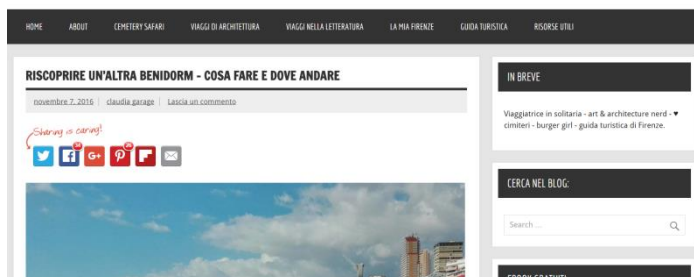 HOME ABOUT CEMETERY SAFARI VIAGGI DI ARCHITETTURA VIAGGI NELLA LETTERATURA LA MIA FIRENZE GUIDA TURISTICA RISORSE UTILI
RISCOPRIRE UN'ALTRA BENIDORM - COSA FARE E DOVE ANDARE
novembre 7, 2016 | claudia garage | Lascia un commento
Sharing is caring!
G+
IN BREVE
Viaggiatrice in solitaria - art & architecture nerd - ♥
cimiteri - burger girl - guida turistica di Firenze.
CERCA NEL BLOG:
Search ...